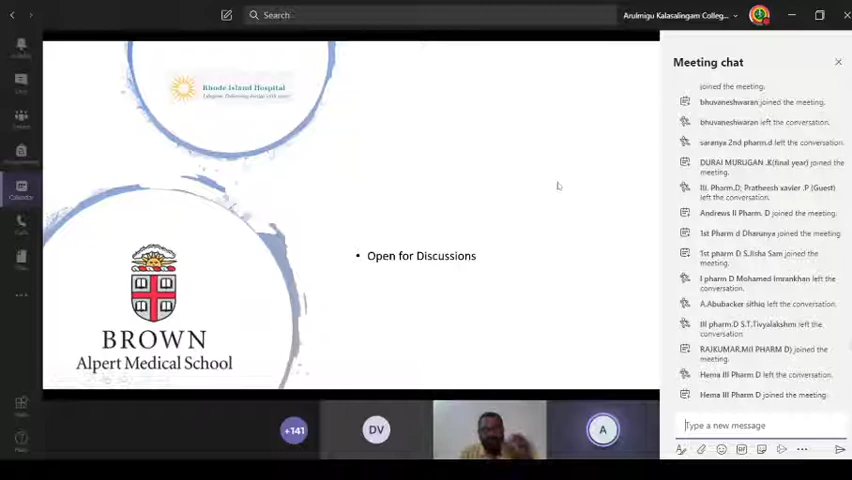 Search
Arulmigu Kalasalingam Colleg...
Rhode Island Hospital
• Open for Discussions
BROWN
Alpert Medical School
Calendar
+141
DV
A
Meeting chat
joined the meeting.
bhuvaneshwaran joined the meeting.
bhuvaneshwaran left the conversation.
saranya 2nd pharm.d left the conversation.
DURAI MURUGAN .K(final year) joined the
meeting.
III. Pharm.D, Pratheesh xavier .P (Guest)
left the conversation.
Andrews II Pharm. D joined the meeting.
1st Pharm d Dharunya joined the meeting.
1st pharm D S.Jisha Sam joined the
meeting.
I pharm D Mohamed Imrankhan left the
conversation.
A.Abubacker sithiq left the conversation.
III pharm.D S.T.Tivyalakshmi left the
conversation.
RAJKUMAR.M(I PHARM D) joined the
meeting.
Hema III Pharm D left the conversation.
Hema III Pharm D joined the meeting.
Type a new message